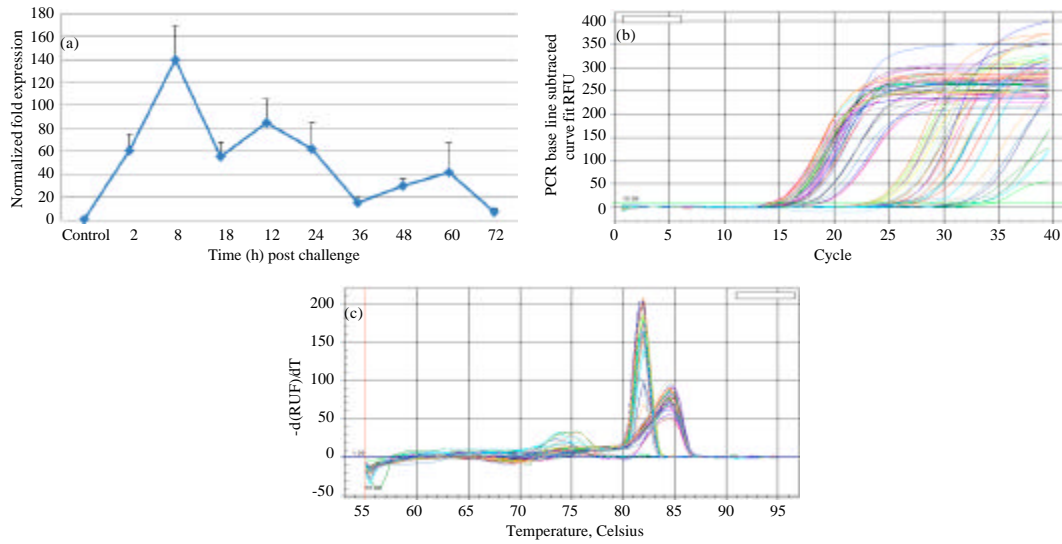 (a)
Normalized fold expression
180
160
140
120
100
80
60
40
20
0
Control 2 8 18 12 24 36 48 60 72
Time (h) post challenge
(b)
PCR base line subtracted
curve fit RFU
400
350
300
250
200
150
100
50
0
0 5 10 15 20 25 30 35 40
Cycle
(c)
-d(RUF)/dT
200
150
100
50
0
-50
55 60 65 70 75 80 85 90 95
Temperature, Celsius